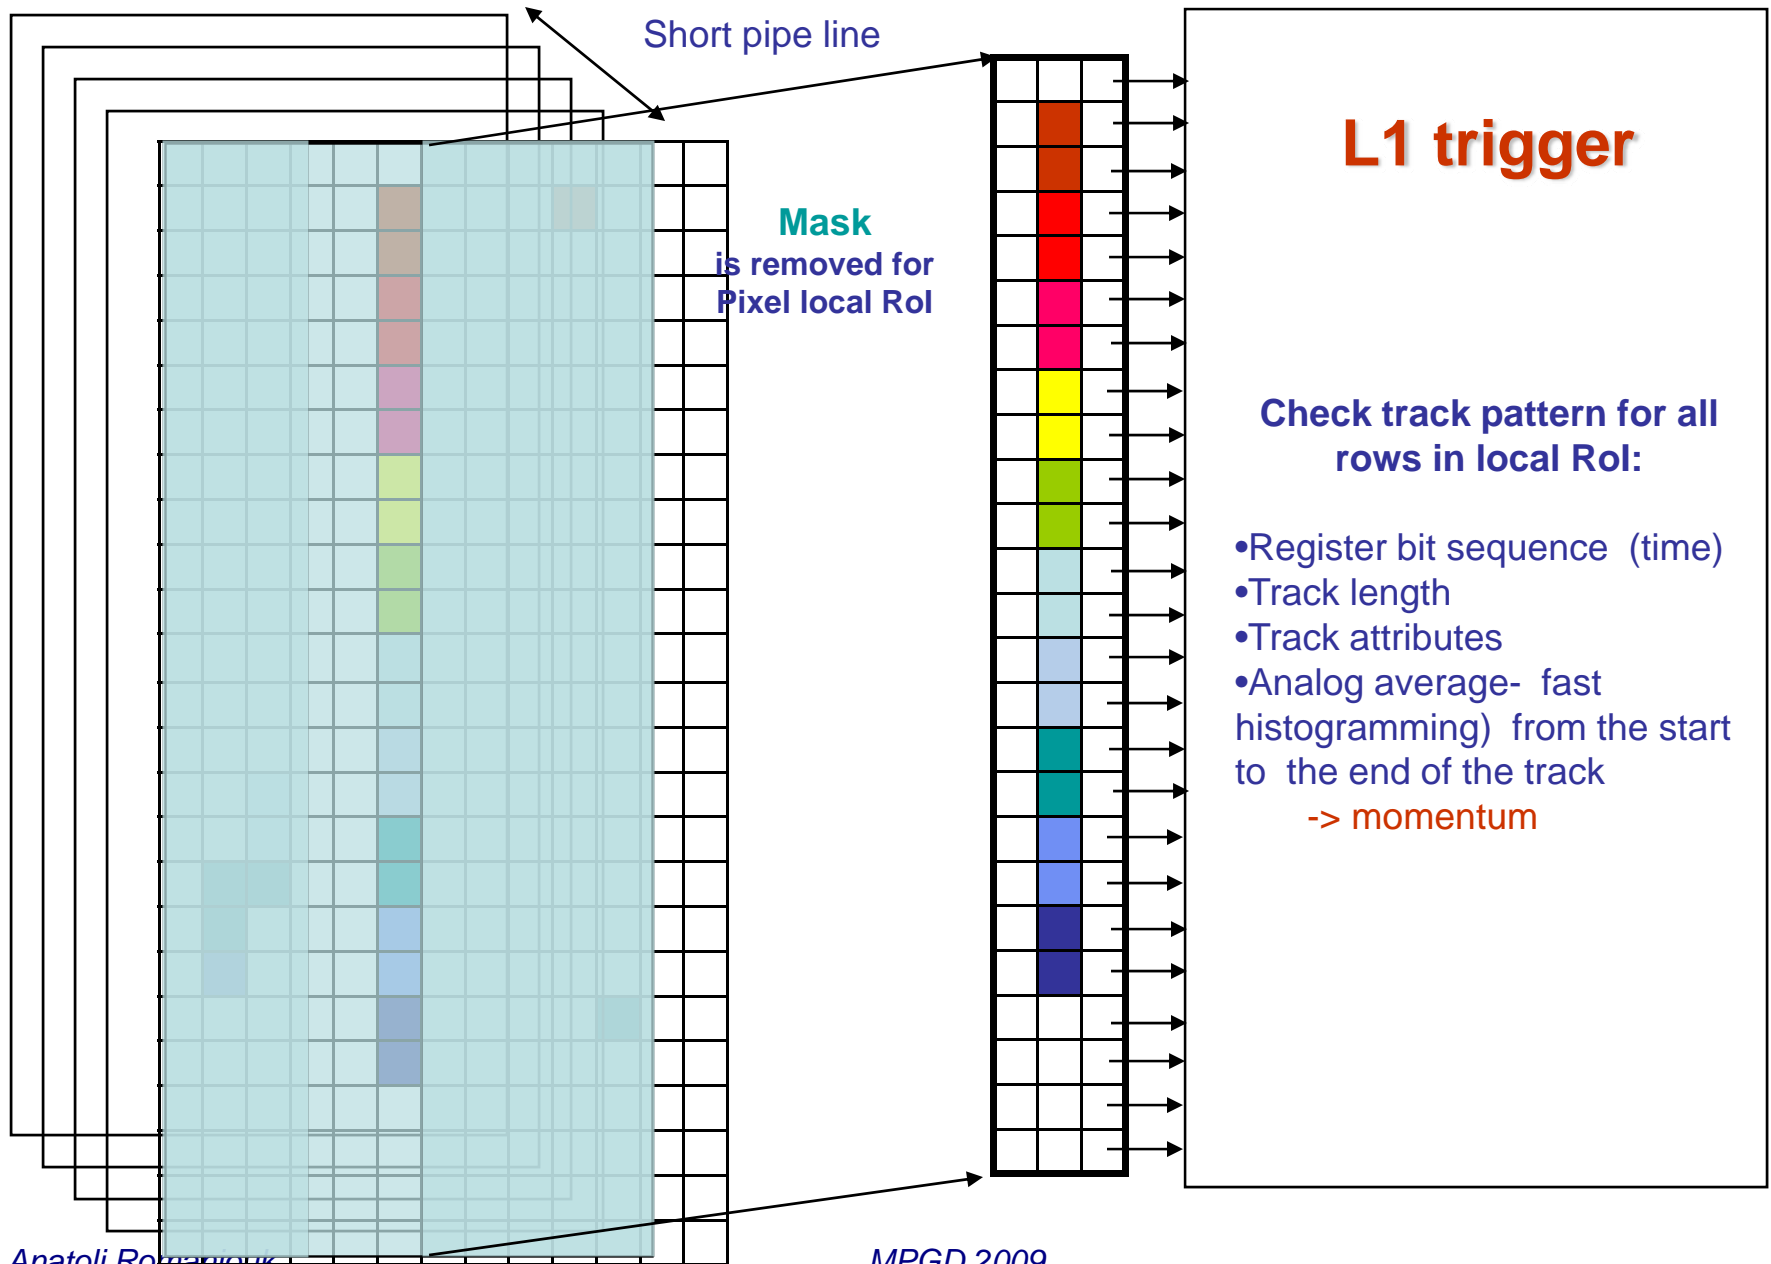 Short pipe line
Mask
is removed for
Pixel local RoI
L1 trigger
Check track pattern for all
rows in local RoI:
•Register bit sequence (time)
•Track length
•Track attributes
•Analog average- fast
histogramming) from the start
to the end of the track
-> momentum
Anatoli Romaniouk
MPGD 2009